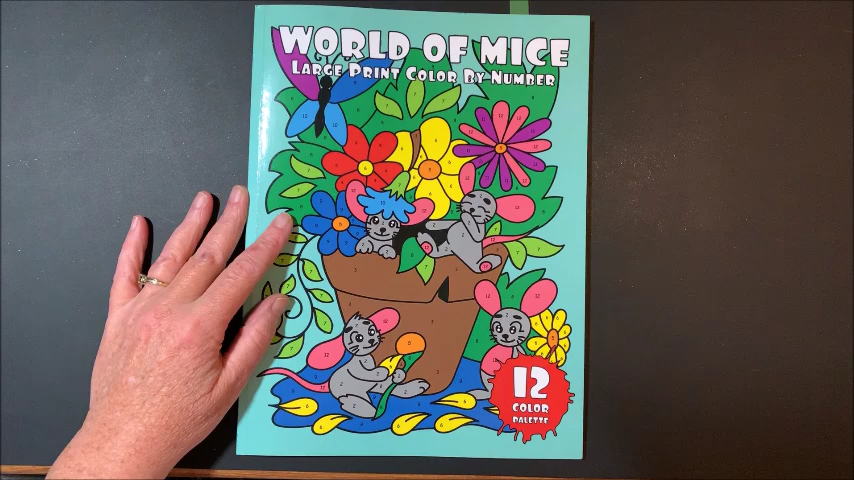 WORLD OF MICE
LARGE PRINT COLOR BY NUMBER
12
COLOR
PALETTE